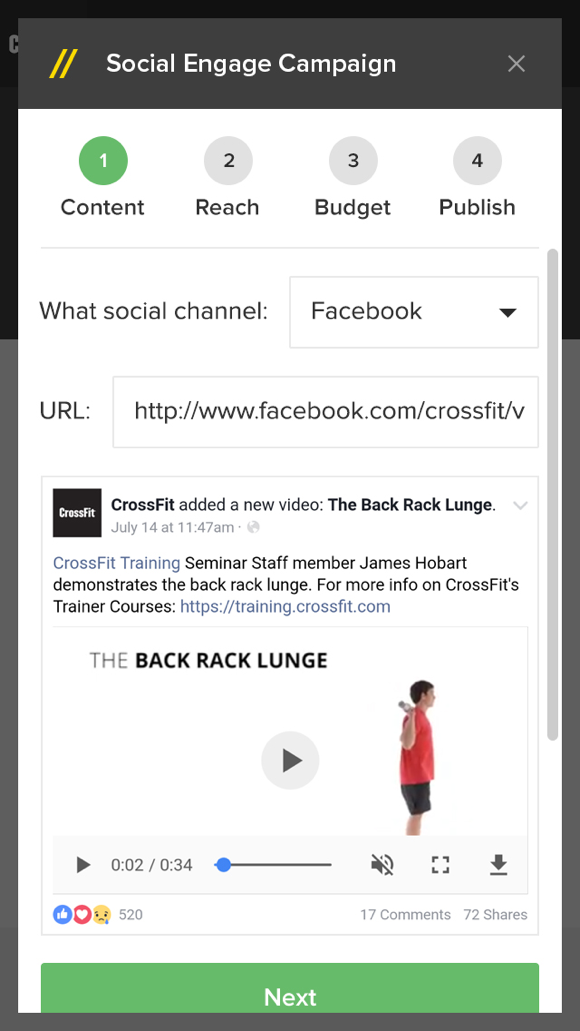 Social Engage Campaign
1 2 3 4
Content Reach Budget Publish
What social channel: Facebook
URL: http://www.facebook.com/crossfit/v
CrossFit
CrossFit added a new video: The Back Rack Lunge.
July 14 at 11:47am ·
CrossFit Training Seminar Staff member James Hobart
demonstrates the back rack lunge. For more info on CrossFit's
Trainer Courses: https://training.crossfit.com
THE BACK RACK LUNGE
0:02 / 0:34
520 17 Comments 72 Shares
Next